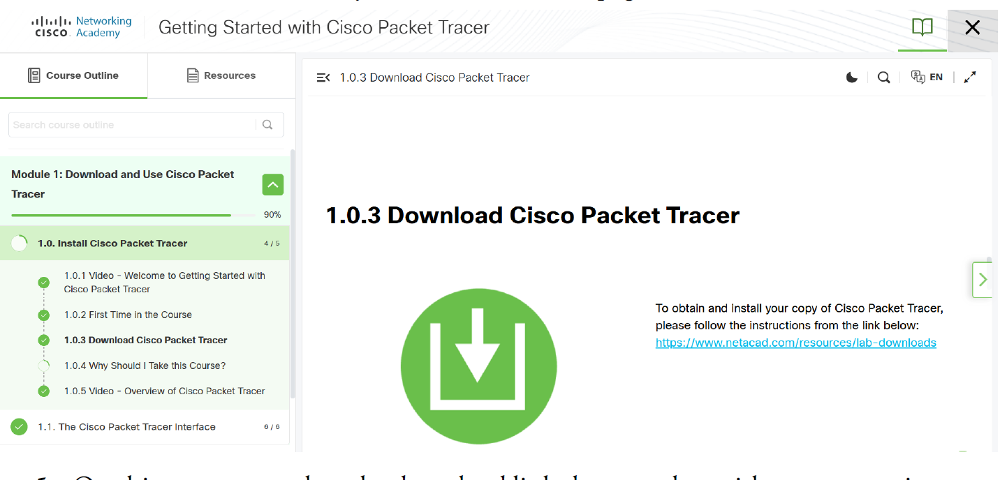 Networking
CISCO Academy
Getting Started with Cisco Packet Tracer
Course Outline
Resources
Search course outline
Module 1: Download and Use Cisco Packet
Tracer
90%
1.0. Install Cisco Packet Tracer
4 / 5
1.0.1 Video - Welcome to Getting Started with
Cisco Packet Tracer
1.0.2 First Time in the Course
1.0.3 Download Cisco Packet Tracer
1.0.4 Why Should I Take this Course?
1.0.5 Video - Overview of Cisco Packet Tracer
1.1. The Cisco Packet Tracer Interface
6 / 6
1.0.3 Download Cisco Packet Tracer
EN
1.0.3 Download Cisco Packet Tracer
To obtain and install your copy of Cisco Packet Tracer,
please follow the instructions from the link below:
https://www.netacad.com/resources/lab-downloads